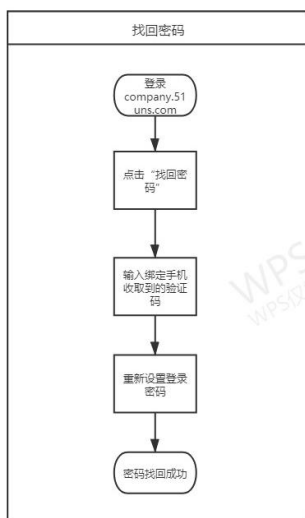 找回密码
登录
company.51
uns.com
点击“找回密
码”
输入绑定手机
收取到的验证
码
重新设置登录
密码
密码找回成功
WPS